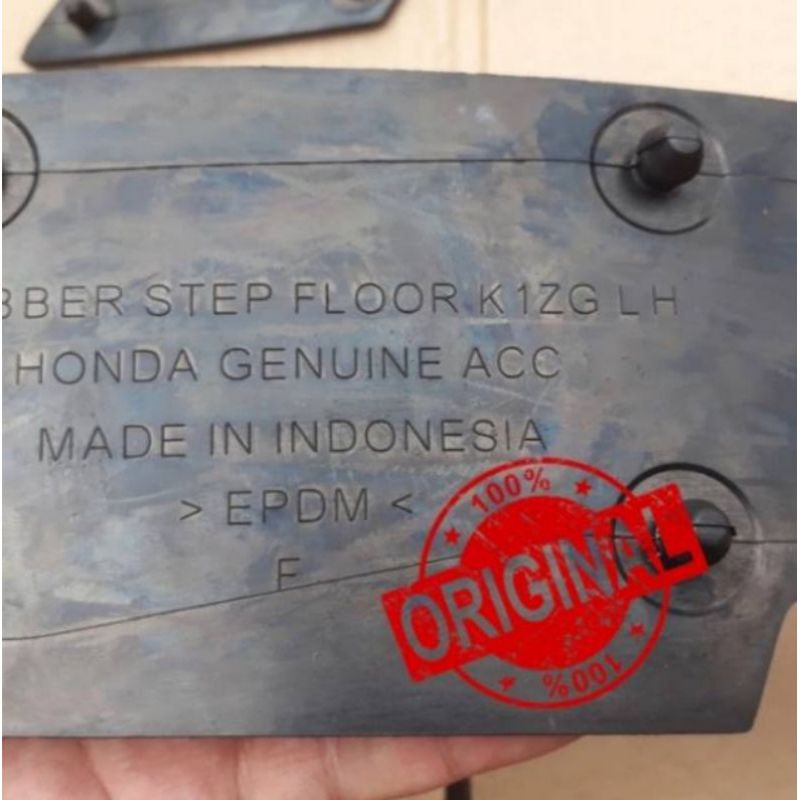 BBER STEP FLOOR K1ZG LH
HONDA GENUINE ACC
MADE IN INDONESIA
> EPDM <
F
100%
ORIGINAL
100%